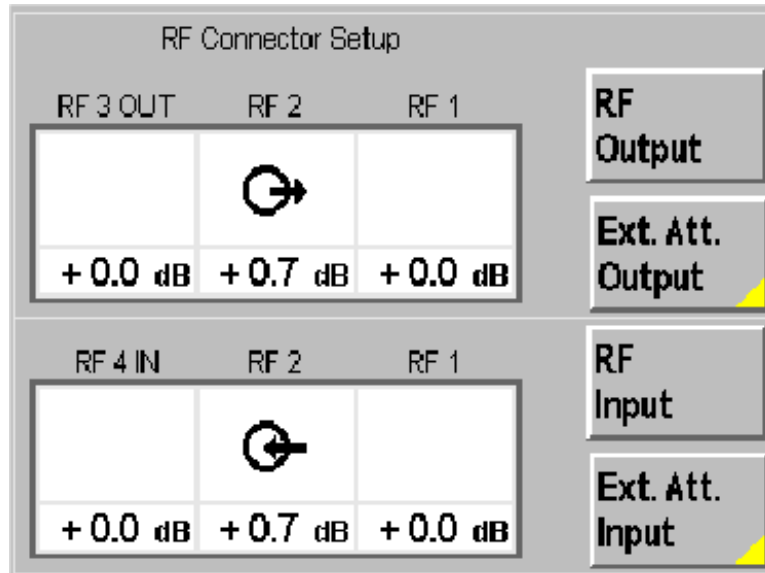 RF Connector Setup
RF 3 OUT RF 2 RF 1
+ 0.0 dB + 0.7 dB + 0.0 dB
RF
Output
Ext. Att.
Output
RF 4 IN RF 2 RF 1
+ 0.0 dB + 0.7 dB + 0.0 dB
RF
Input
Ext. Att.
Input